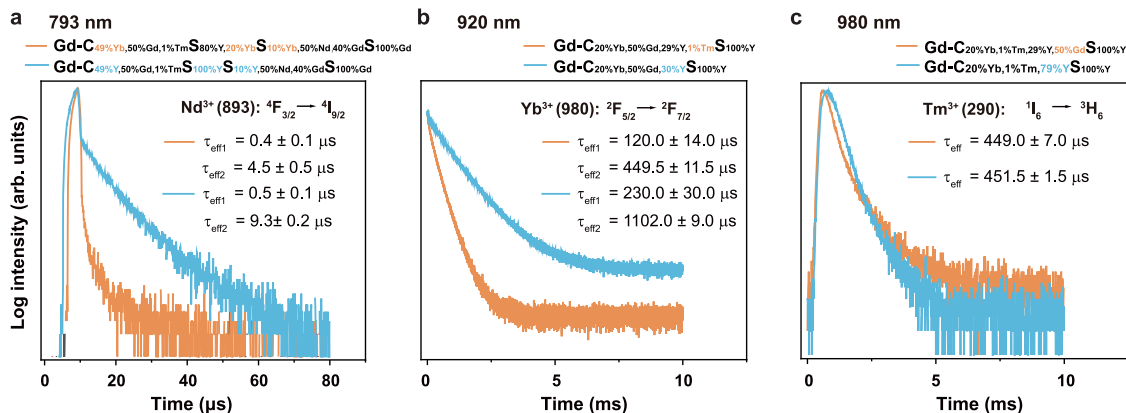 a 793 nm
Gd-C49%Yb,50%Gd,1%TmS80%Y,20%YbS10%Yb,50%Nd,40%GdS100%Gd
Gd-C49%Y,50%Gd,1%TmS100%YS10%Y,50%Nd,40%GdS100%Gd
Nd³⁺ (893): ⁴F₃/₂ → ⁴I₉/₂
τeff1 = 0.4 ± 0.1 µs
τeff2 = 4.5 ± 0.5 µs
τeff1 = 0.5 ± 0.1 µs
τeff2 = 9.3± 0.2 µs
Log intensity (arb. units)
0 20 40 60 80
Time (µs)
b 920 nm
Gd-C20%Yb,50%Gd,29%Y,1%TmS100%Y
Gd-C20%Yb,50%Gd,30%YS100%Y
Yb³⁺ (980): ²F₅/₂ → ²F₇/₂
τeff1 = 120.0 ± 14.0 µs
τeff2 = 449.5 ± 11.5 µs
τeff1 = 230.0 ± 30.0 µs
τeff2 = 1102.0 ± 9.0 µs
0 5 10
Time (ms)
c 980 nm
Gd-C20%Yb,1%Tm,29%Y,50%GdS100%Y
Gd-C20%Yb,1%Tm,79%YS100%Y
Tm³⁺ (290): ¹I₆ → ³H₆
τeff = 449.0 ± 7.0 µs
τeff = 451.5 ± 1.5 µs
0 5 10
Time (ms)